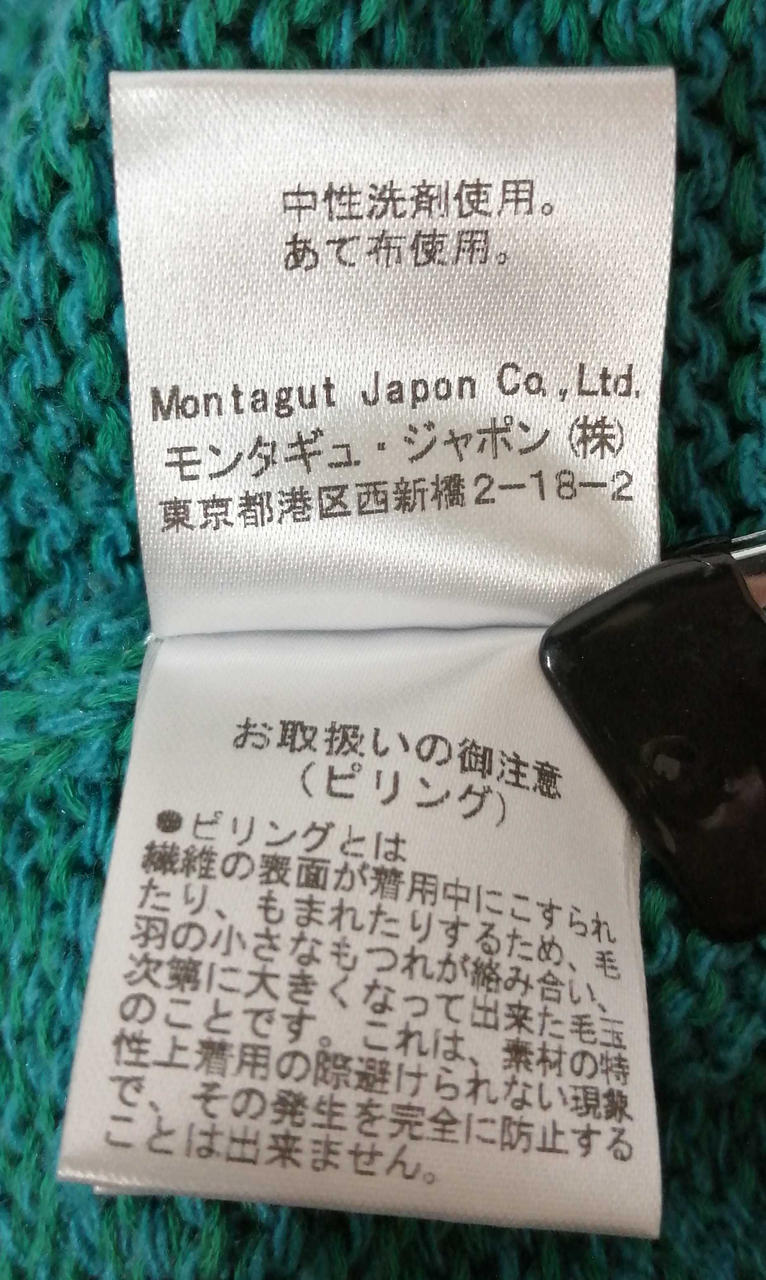 中性洗剤使用。
あて布使用。
Montagut Japon Co.,Ltd.
モンタギュ・ジャポン(株)
東京都港区西新橋2-18-2
お取扱いの御注意
(ピリング)
●ピリングとは
繊維の表面が着用中にこすられ
たり、もまれたりするため、毛
羽の小さなもつれが絡み合い、
次第に大きくなって出来た毛玉
のことです。これは、素材の特
性上着用の際避けられない現象
で、その発生を完全に防止する
ことは出来ません。